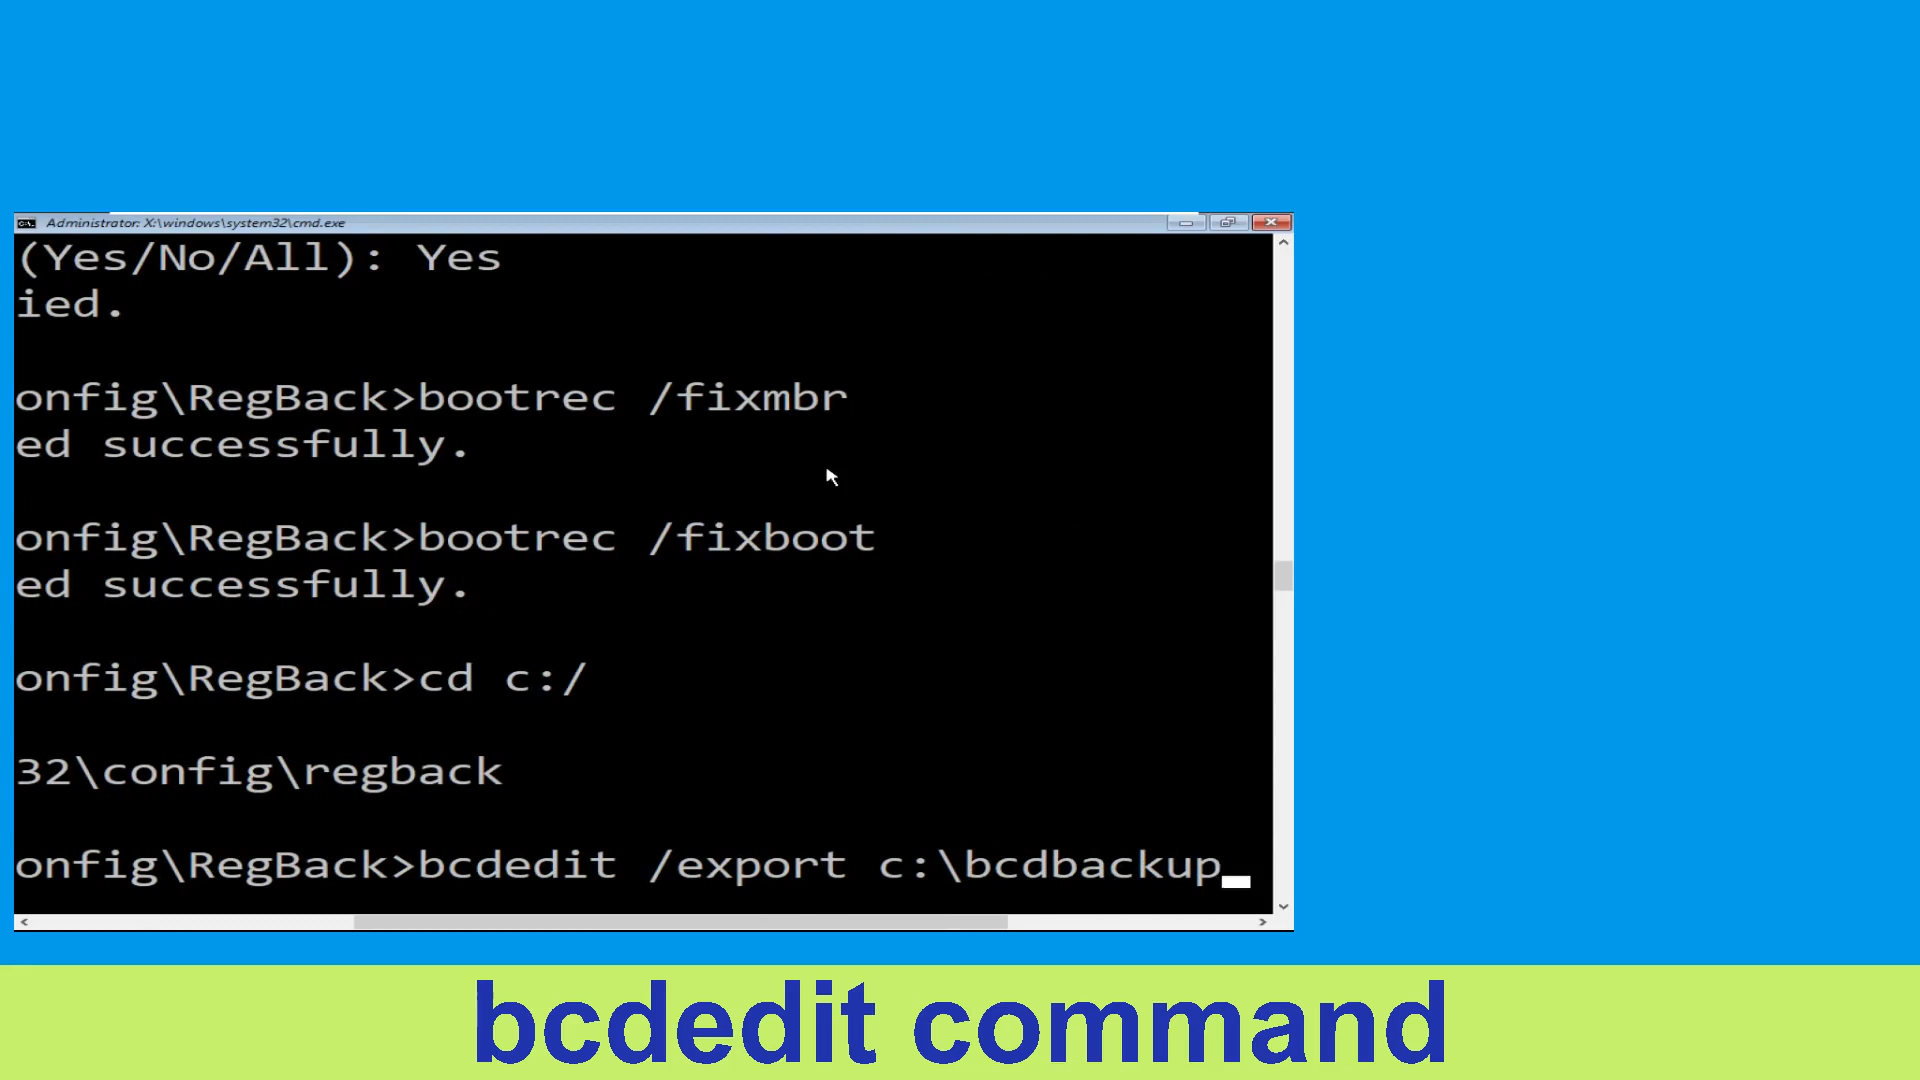 Administrator: X:\windows\system32\cmd.exe
(Yes/No/All): Yes
ied.
onfig\RegBack>bootrec /fixmbr
ed successfully.
onfig\RegBack>bootrec /fixboot
ed successfully.
onfig\RegBack>cd c:/
32\config\regback
onfig\RegBack>bcdedit /export c:\bcdbackup
bcdedit command